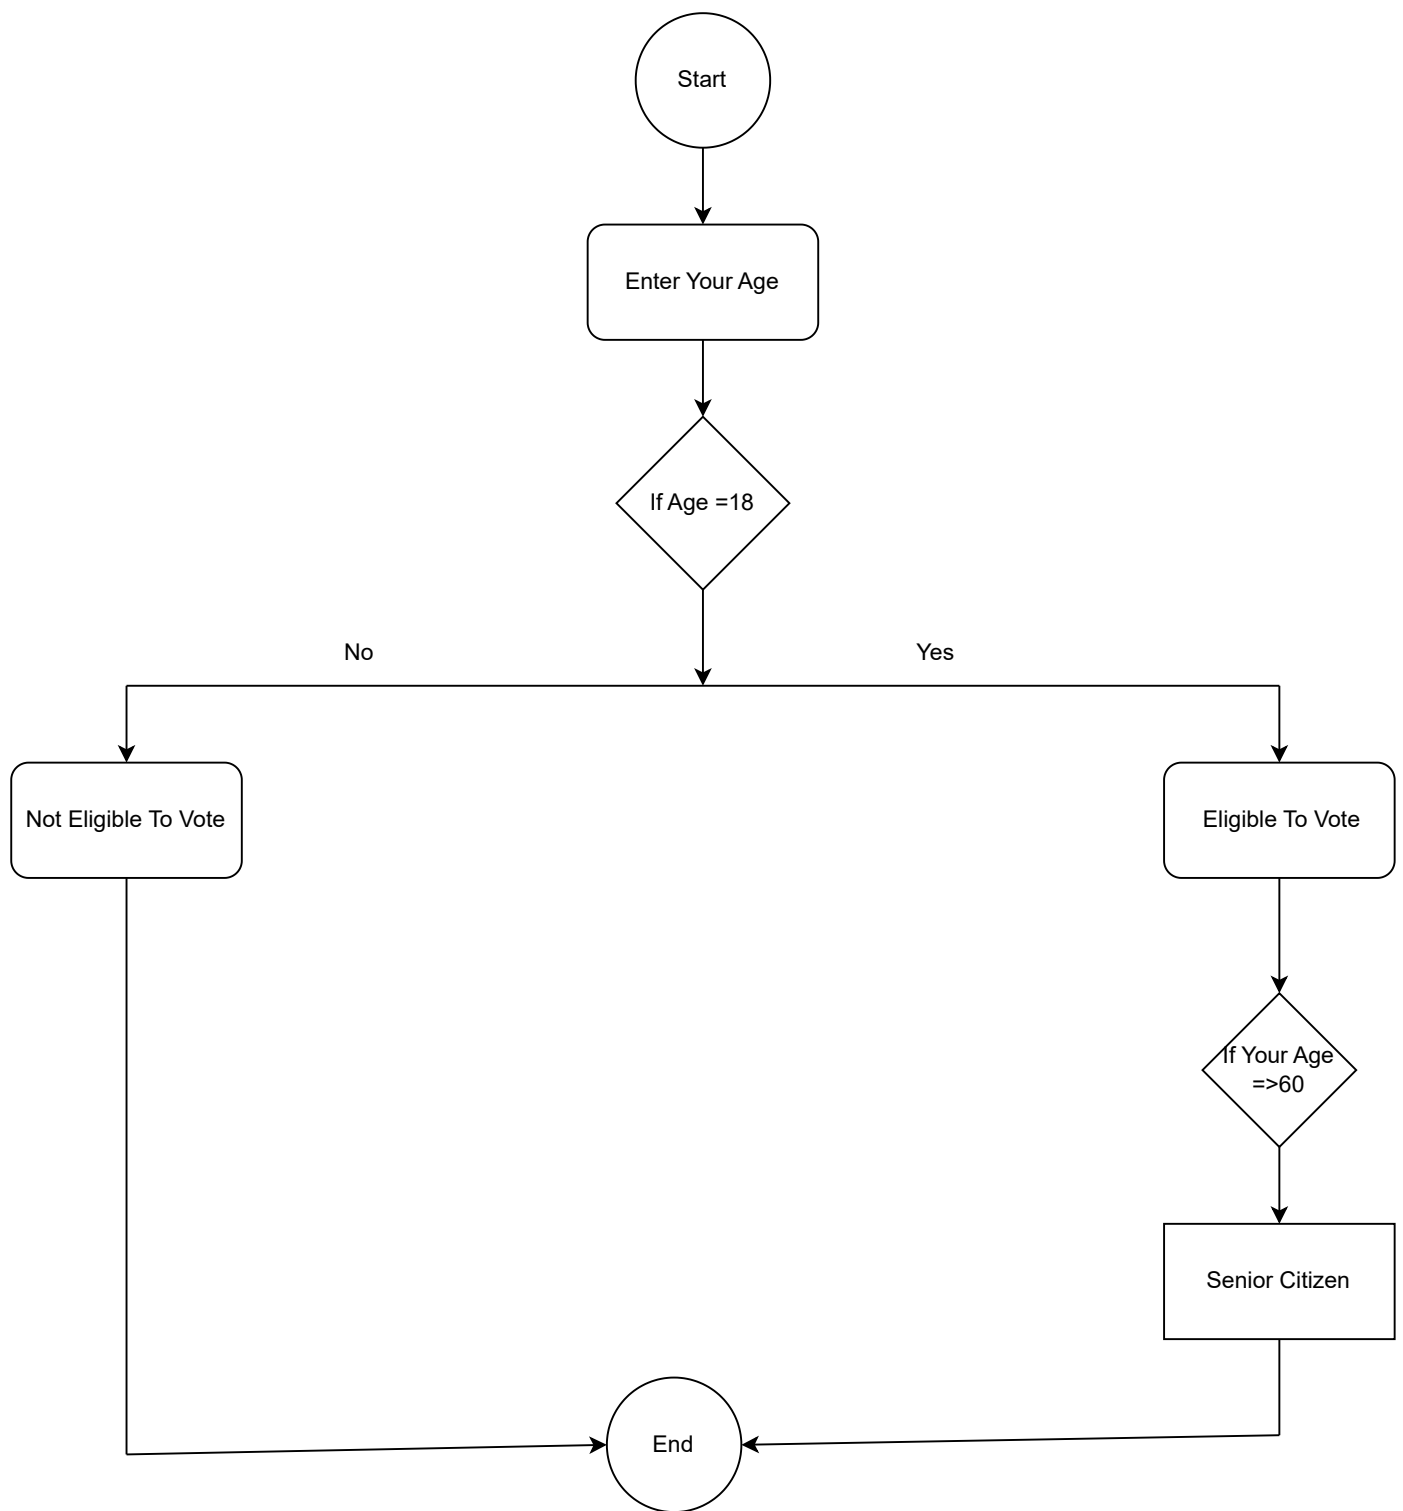 Start
Enter Your Age
If Age =18
No
Yes
Not Eligible To Vote
Eligible To Vote
If Your Age
=>60
Senior Citizen
End